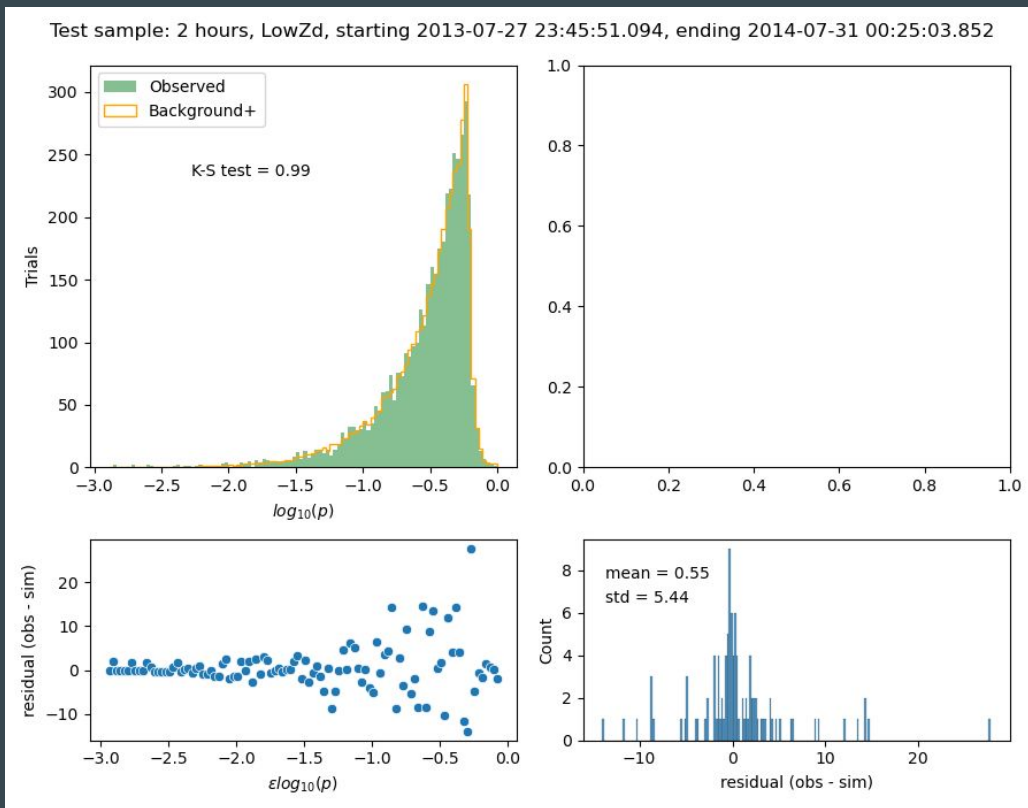 Test sample: 2 hours, LowZd, starting 2013-07-27 23:45:51.094, ending 2014-07-31 00:25:03.852
Observed
Background+
K-S test = 0.99
Trials
300
250
200
150
100
50
0
−3.0 −2.5 −2.0 −1.5 −1.0 −0.5 0.0
log10(p)
1.0
0.8
0.6
0.4
0.2
0.0
0.0 0.2 0.4 0.6 0.8 1.0
residual (obs - sim)
20
10
0
−10
−3.0 −2.5 −2.0 −1.5 −1.0 −0.5 0.0
εlog10(p)
mean = 0.55
std = 5.44
Count
8
6
4
2
0
−10 0 10 20
residual (obs - sim)